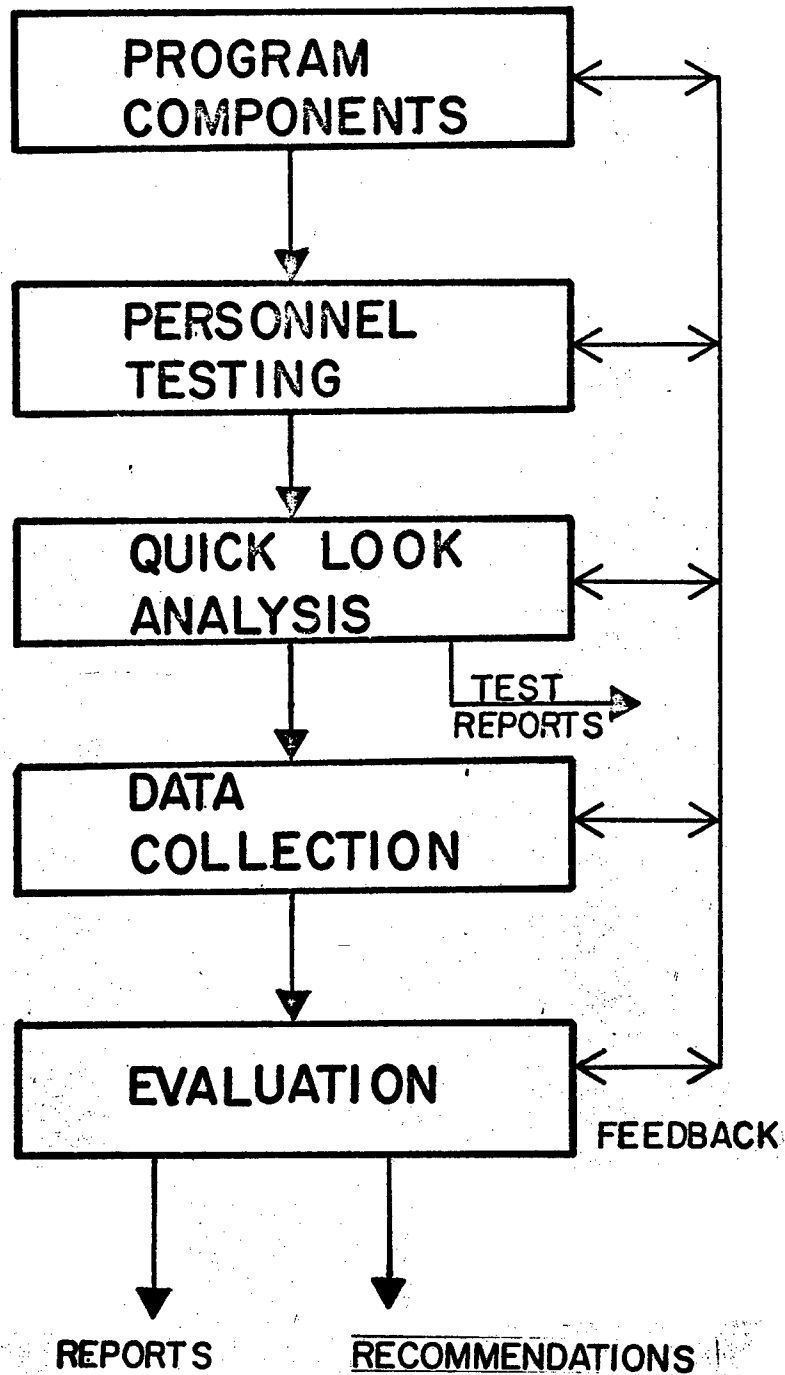 PROGRAM
COMPONENTS
PERSONNEL
TESTING
QUICK LOOK
ANALYSIS
TEST
REPORTS
DATA
COLLECTION
EVALUATION
FEEDBACK
REPORTS
RECOMMENDATIONS